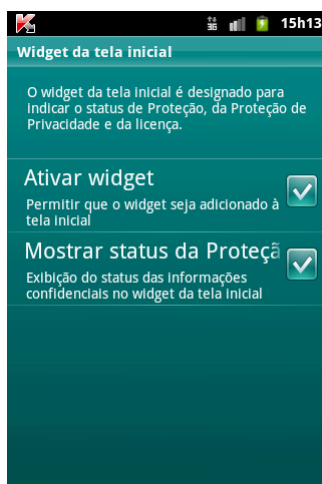 3G 15h13
Widget da tela inicial
O widget da tela inicial é designado para
indicar o status de Proteção, da Proteção de
Privacidade e da licença.
Ativar widget
Permitir que o widget seja adicionado à
tela inicial
Mostrar status da Proteçã
Exibição do status das informações
confidenciais no widget da tela inicial